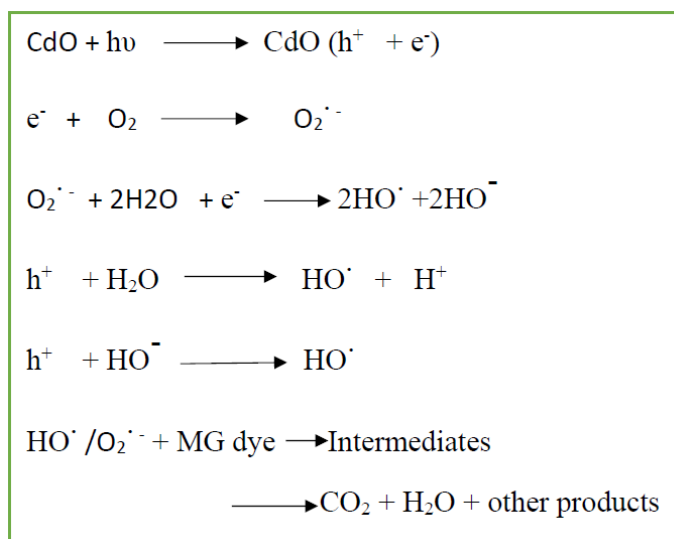 CdO + hυ ⟶ CdO (h⁺ + e⁻)
e⁻ + O₂ ⟶ O₂˙⁻
O₂˙⁻ + 2H2O + e⁻ ⟶ 2HO˙ +2HO⁻
h⁺ + H₂O ⟶ HO˙ + H⁺
h⁺ + HO⁻ ⟶ HO˙
HO˙ /O₂˙⁻ + MG dye ⟶Intermediates
⟶CO₂ + H₂O + other products